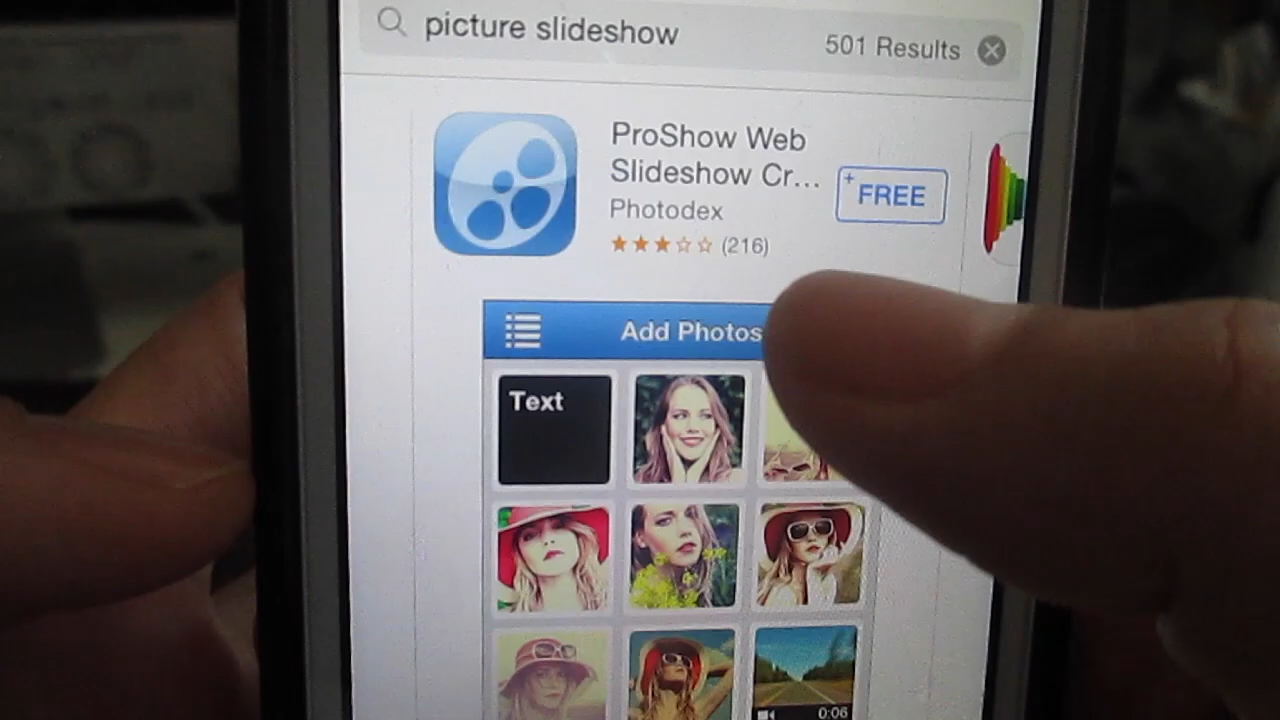 picture slideshow
501 Results
ProShow Web
Slideshow Cr...
+ FREE
Photodex
(216)
Add Photos
Text
0:06